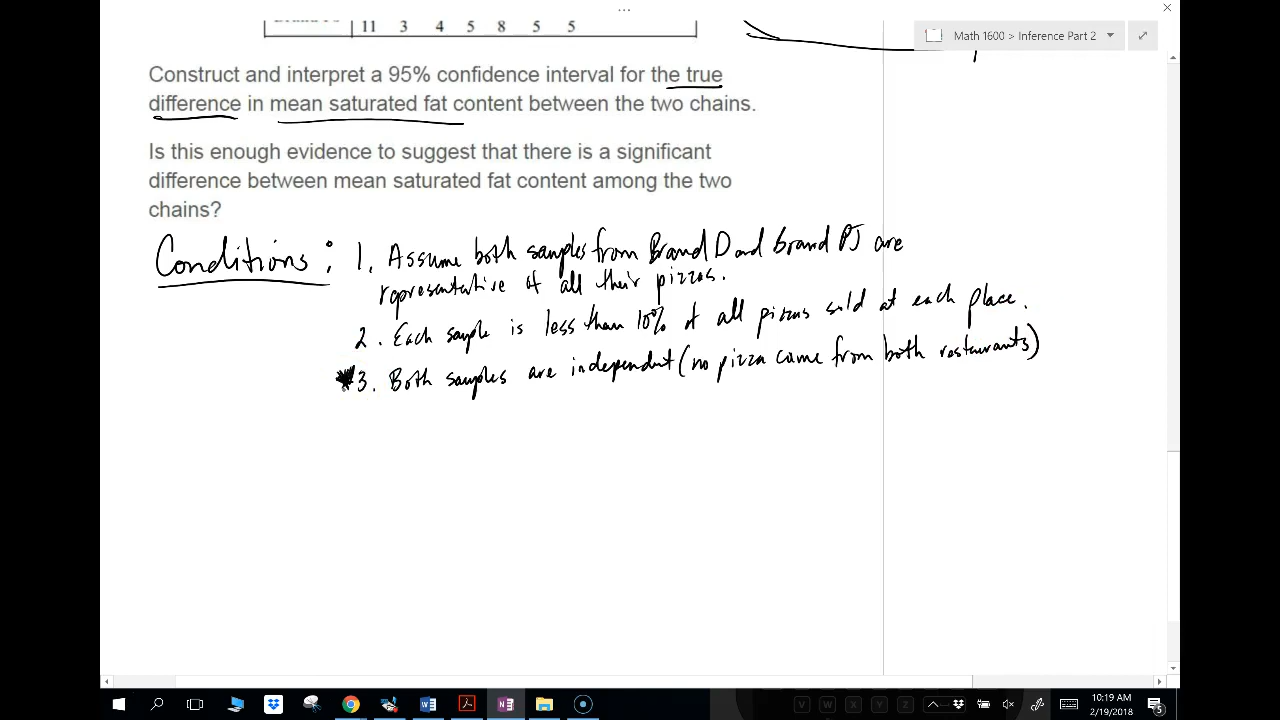 11 3 4 5 8 5 5
Math 1600 > Inference Part 2
Construct and interpret a 95% confidence interval for the true
difference in mean saturated fat content between the two chains.
Is this enough evidence to suggest that there is a significant
difference between mean saturated fat content among the two
chains?
Conditions: 1. Assume both samples from Brand D and brand PJ are
representative of all their pizzas.
2. Each sample is less than 10% of all pizzas sold at each place.
*3. Both samples are independent (no pizza came from both restaurants)
V W X Y Z
10:19 AM
2/19/2018
5